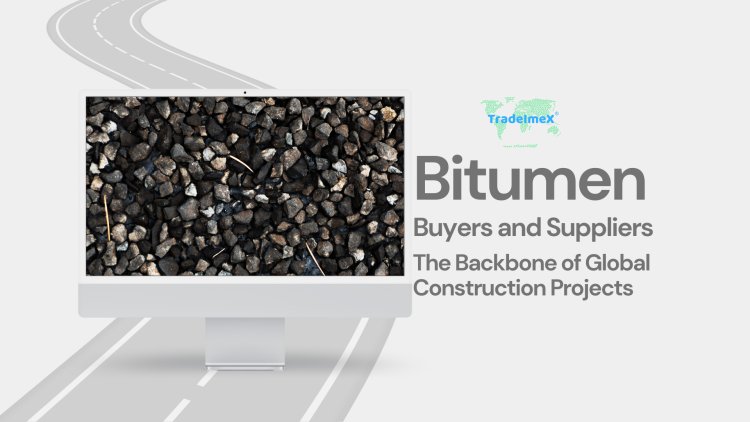 TradeImeX®
Bitumen
Buyers and Suppliers
The Backbone of Global
Construction Projects